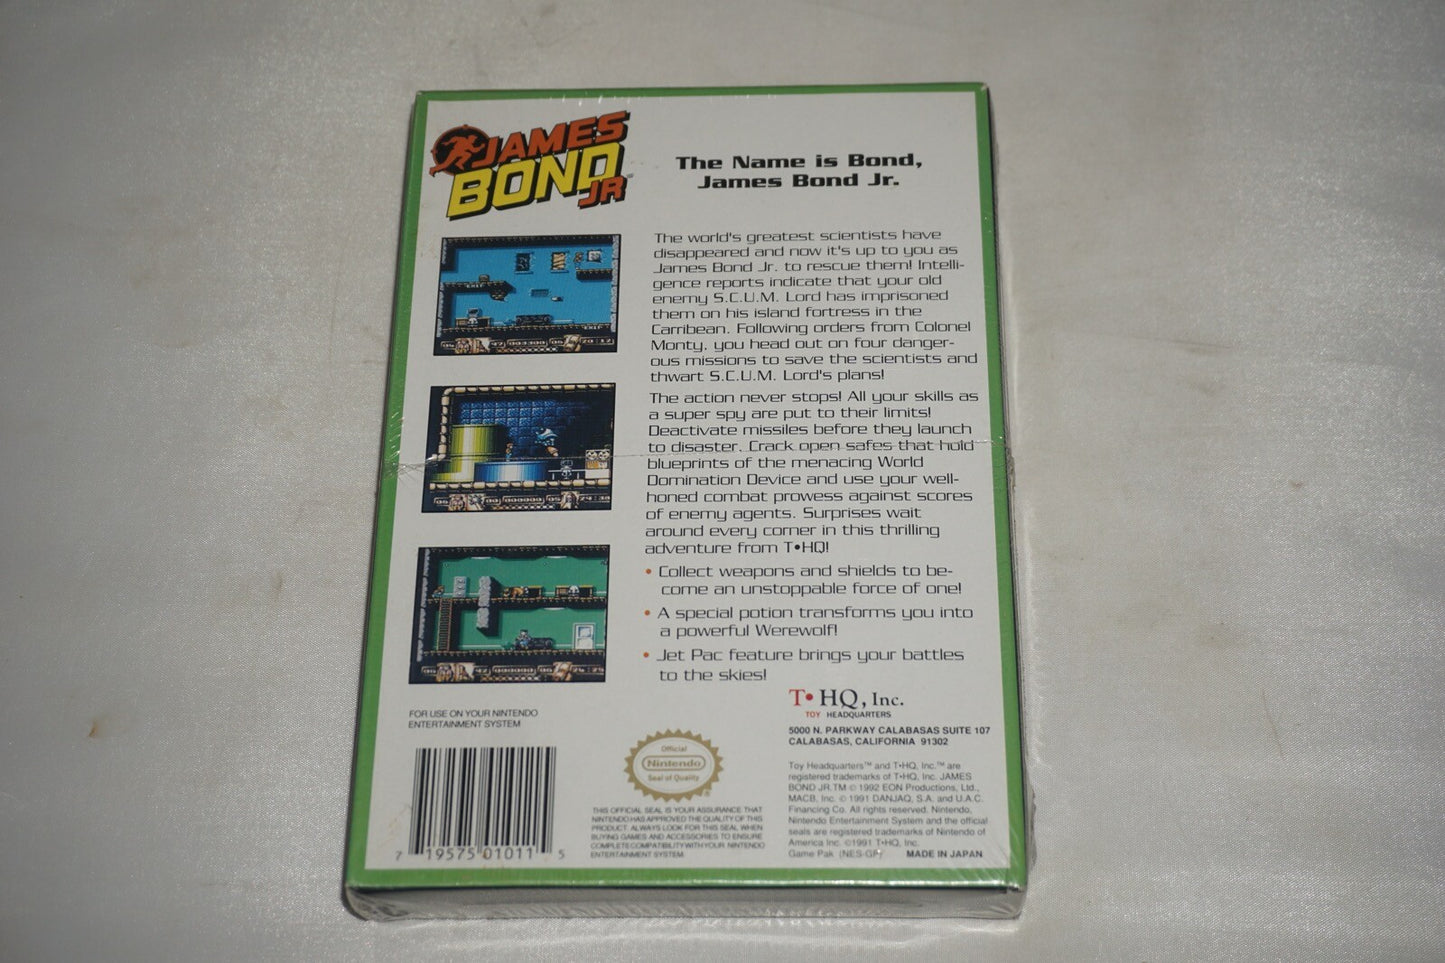 JAMES
BOND
JR
The Name is Bond,
James Bond Jr.
The world's greatest scientists have
disappeared and now it's up to you as
James Bond Jr. to rescue them! Intelli-
gence reports indicate that your old
enemy S.C.U.M. Lord has imprisoned
them on his island fortress in the
Carribean. Following orders from Colonel
Monty, you head out on four danger-
ous missions to save the scientists and
thwart S.C.U.M. Lord's plans!
The action never stops! All your skills as
a super spy are put to their limits!
Deactivate missiles before they launch
to disaster. Crack open safes that hold
blueprints of the menacing World
Domination Device and use your well-
honed combat prowess against scores
of enemy agents. Surprises wait
around every corner in this thrilling
adventure from T•HQ!
• Collect weapons and shields to be-
come an unstoppable force of one!
• A special potion transforms you into
a powerful Werewolf!
• Jet Pac feature brings your battles
to the skies!
T•HQ, Inc.
TOY HEADQUARTERS
5000 N. PARKWAY CALABASAS SUITE 107
CALABASAS, CALIFORNIA 91302
Toy Headquarters™ and T•HQ, Inc.™ are
registered trademarks of T•HQ, Inc. JAMES
BOND JR.TM © 1992 EON Productions, Ltd.,
MACB, Inc. © 1991 DANJAQ, S.A. and U.A.C.
Financing Co. All rights reserved. Nintendo,
Nintendo Entertainment System and the official
seals are registered trademarks of Nintendo of
America Inc. ©1991 T•HQ, Inc.
Game Pak (NES-GP) MADE IN JAPAN
FOR USE ON YOUR NINTENDO
ENTERTAINMENT SYSTEM
Official
Nintendo
Seal of Quality
THIS OFFICIAL SEAL IS YOUR ASSURANCE THAT
NINTENDO HAS APPROVED THE QUALITY OF THIS
PRODUCT. ALWAYS LOOK FOR THIS SEAL WHEN
BUYING GAMES AND ACCESSORIES TO ENSURE
COMPLETE COMPATIBILITY WITH YOUR NINTENDO
ENTERTAINMENT SYSTEM.
7 19575 01011 5